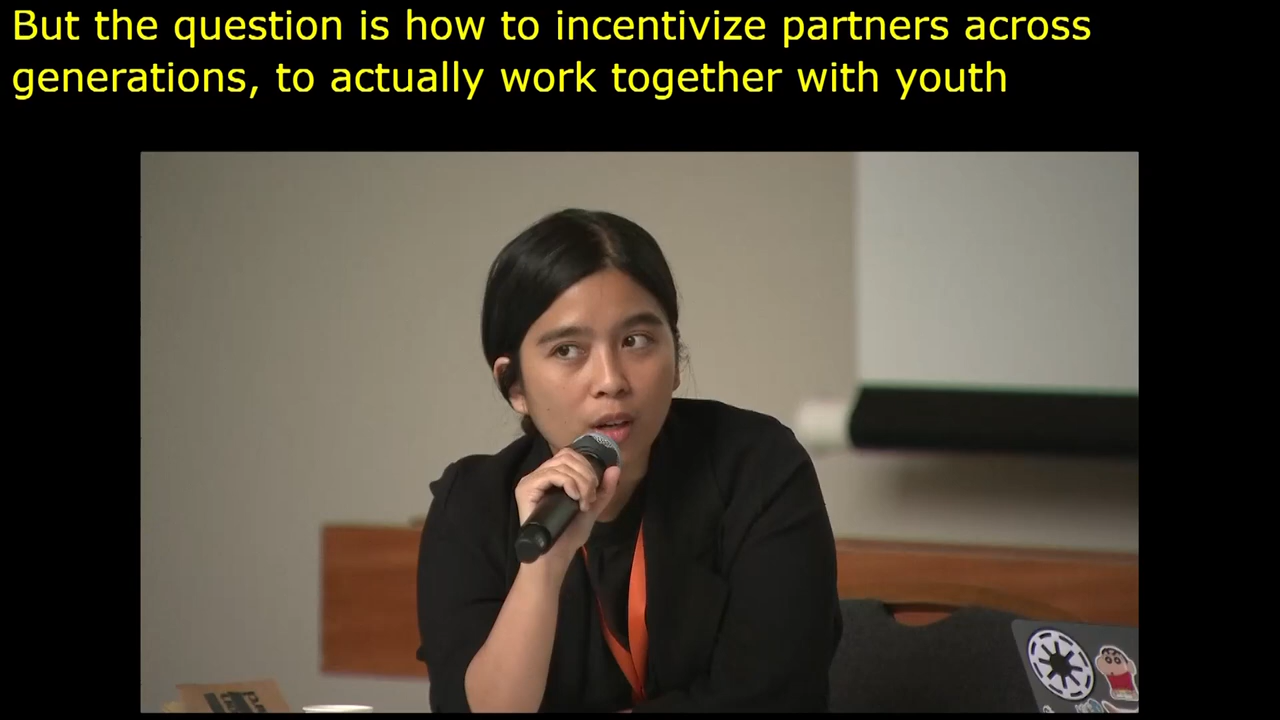 But the question is how to incentivize partners across
generations, to actually work together with youth